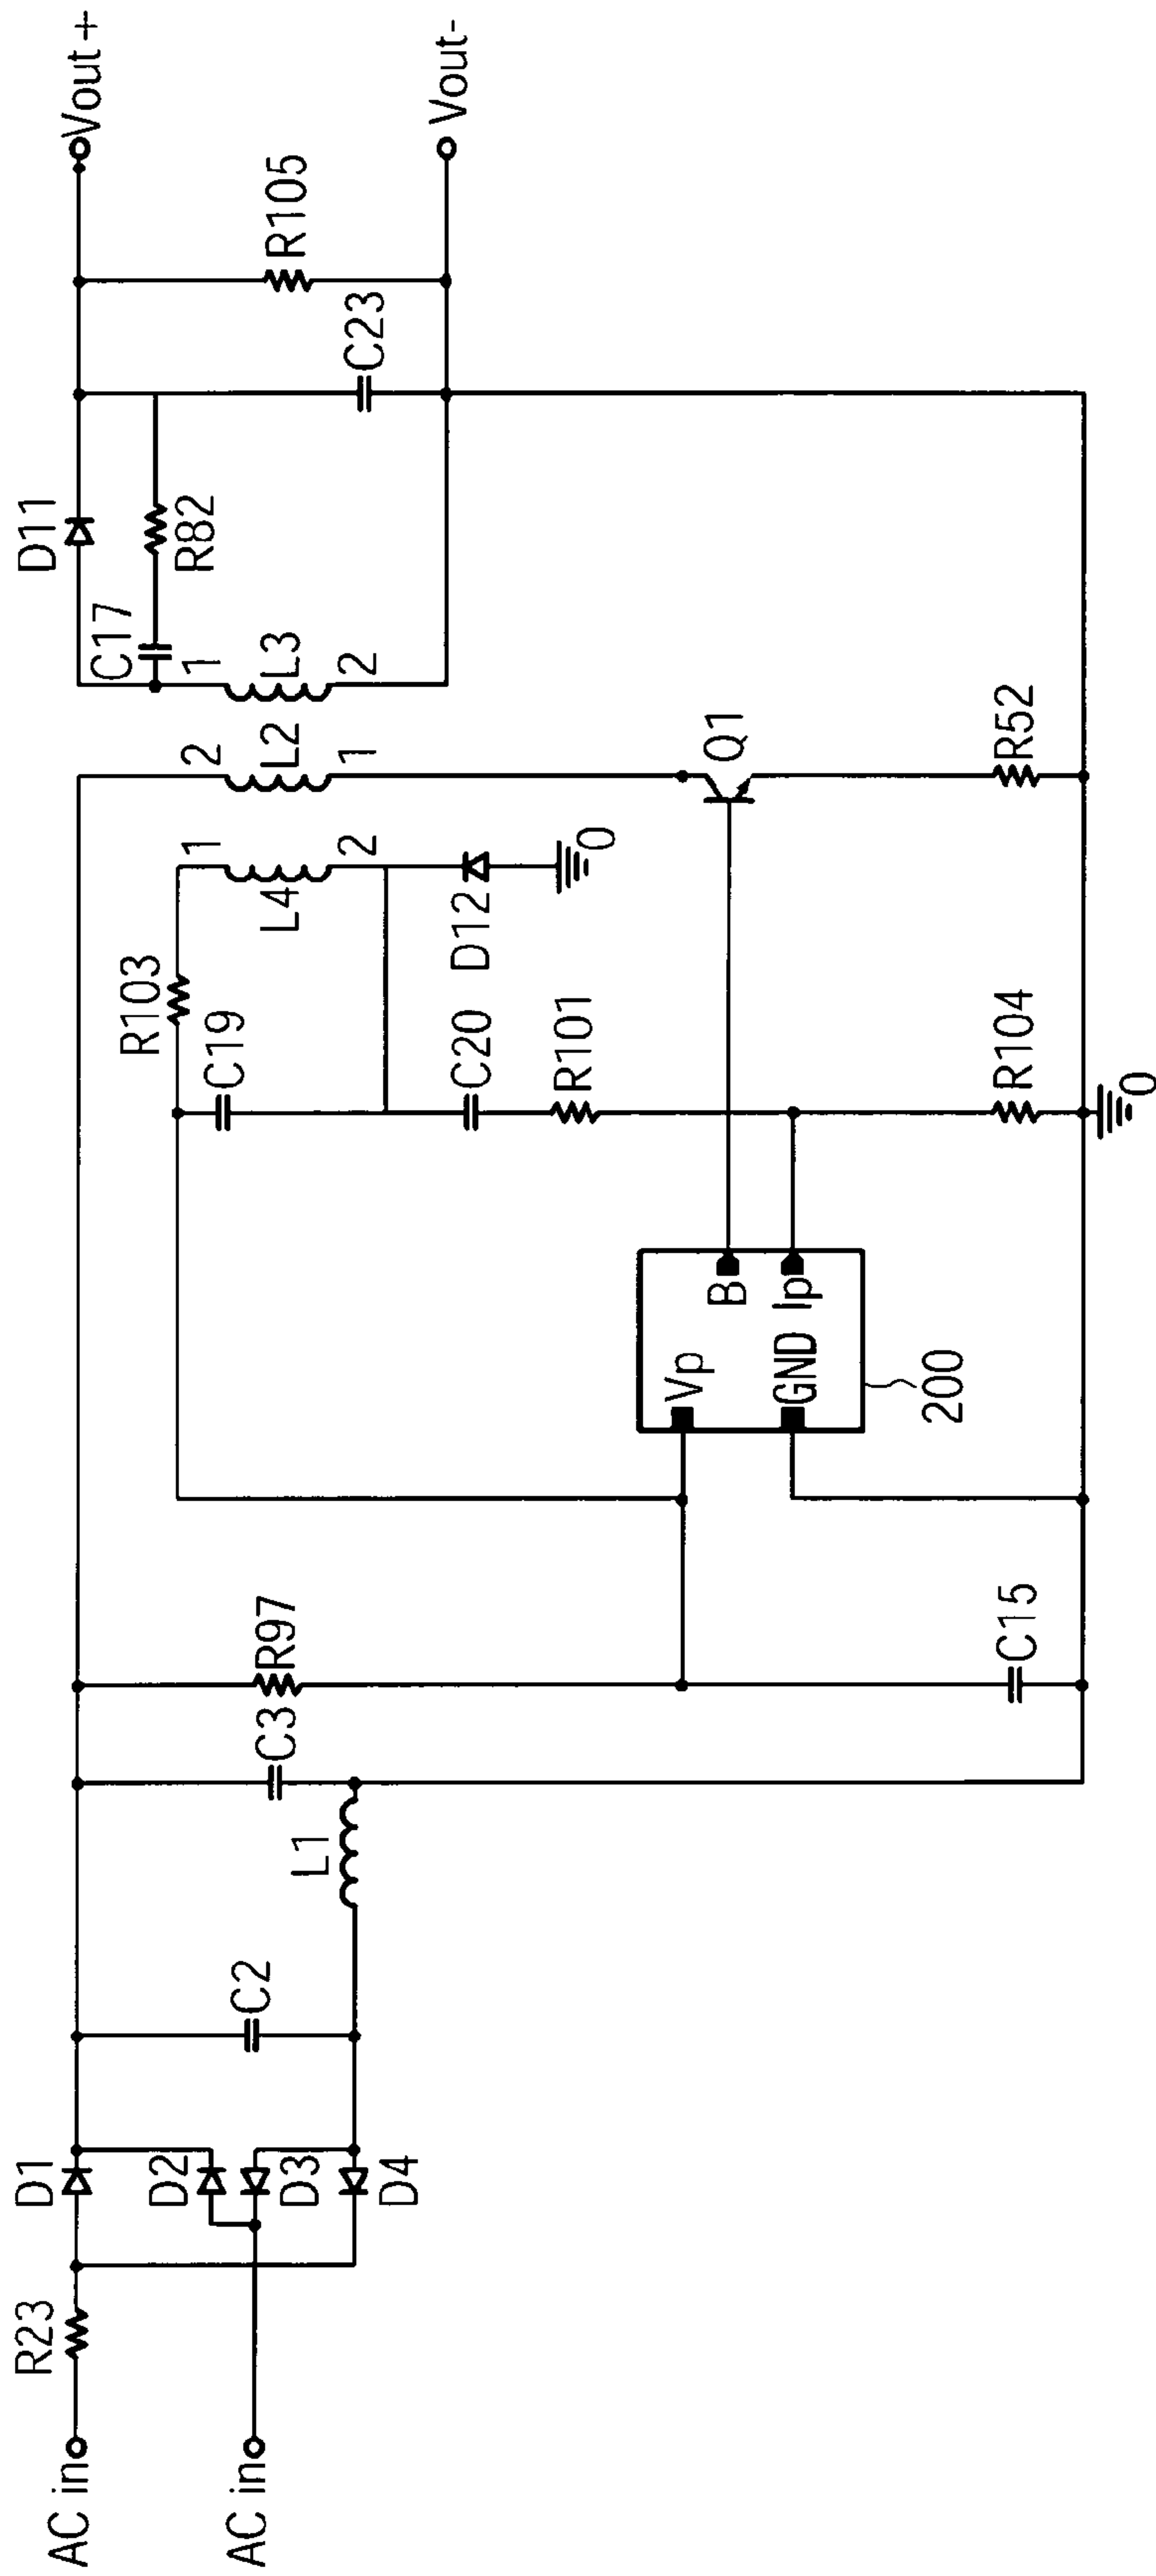 AC in
AC in
R23
D1
D2
D3
D4
C2
L1
C3
R97
C15
Vp
GND
B
Ip
200
R103
C19
C20
R101
R104
0
L4
1
2
D12
0
2
L2
1
Q1
R52
1
L3
2
C17
R82
D11
C23
R105
Vout+
Vout-